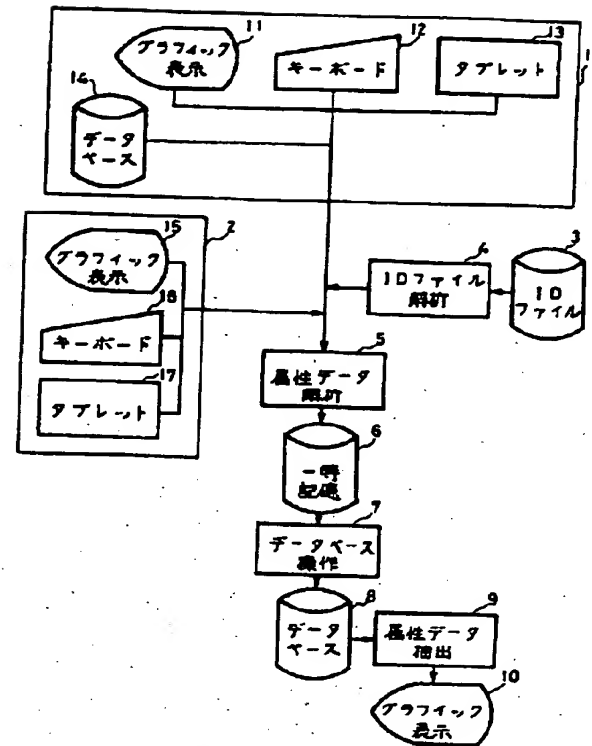 11
グラフィック
表示
12
キーボード
13
タブレット
1
16
データ
ベース
15
グラフィック
表示
2
18
キーボード
17
タブレット
4
IDファイル
解析
3
ID
ファイル
5
属性データ
解析
6
一時
記憶
7
データベース
操作
8
データ
ベース
9
属性データ
抽出
10
グラフィック
表示